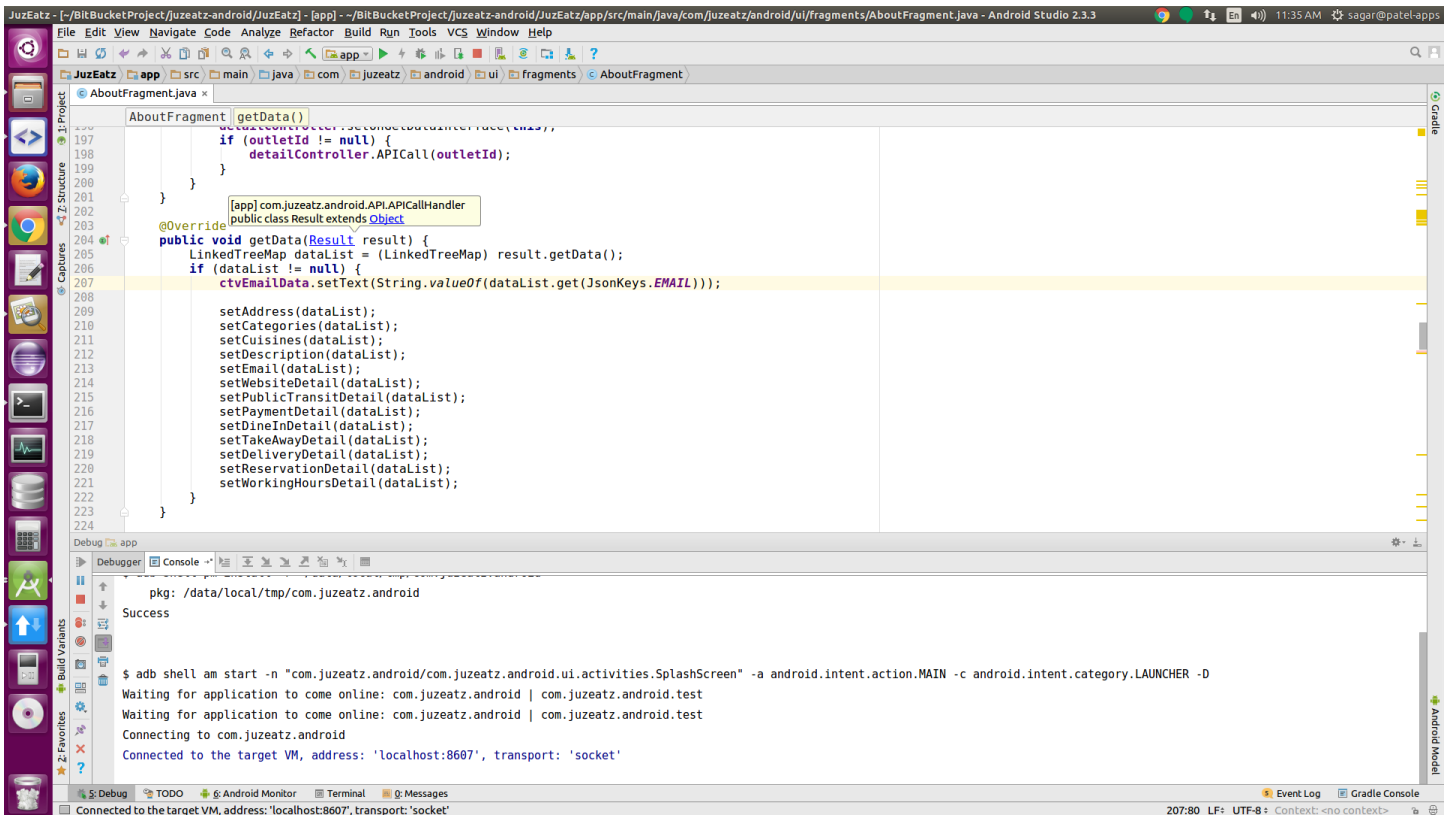 JuzEatz - [~/BitBucketProject/juzeatz-android/JuzEatz] - [app] - ~/BitBucketProject/juzeatz-android/JuzEatz/app/src/main/java/com/juzeatz/android/ui/fragments/AboutFragment.java - Android Studio 2.3.3
En 11:35 AM sagar@patel-apps
File Edit View Navigate Code Analyze Refactor Build Run Tools VCS Window Help
app
JuzEatz app src main java com juzeatz android ui fragments AboutFragment
AboutFragment.java
AboutFragment getData()
1: Project
7: Structure
Captures
Build Variants
2: Favorites
Gradle
Android Model
196 detailController.setOnGetDataInterface(this);
197 if (outletId != null) {
198 detailController.APICall(outletId);
199 }
200 }
201 }
202
[app] com.juzeatz.android.API.APICallHandler
public class Result extends Object
203 @Override
204 public void getData(Result result) {
205 LinkedTreeMap dataList = (LinkedTreeMap) result.getData();
206 if (dataList != null) {
207 ctvEmailData.setText(String.valueOf(dataList.get(JsonKeys.EMAIL)));
208
209 setAddress(dataList);
210 setCategories(dataList);
211 setCuisines(dataList);
212 setDescription(dataList);
213 setEmail(dataList);
214 setWebsiteDetail(dataList);
215 setPublicTransitDetail(dataList);
216 setPaymentDetail(dataList);
217 setDineInDetail(dataList);
218 setTakeAwayDetail(dataList);
219 setDeliveryDetail(dataList);
220 setReservationDetail(dataList);
221 setWorkingHoursDetail(dataList);
222 }
223 }
224
Debug app
Debugger Console
pkg: /data/local/tmp/com.juzeatz.android
Success
$ adb shell am start -n "com.juzeatz.android/com.juzeatz.android.ui.activities.SplashScreen" -a android.intent.action.MAIN -c android.intent.category.LAUNCHER -D
Waiting for application to come online: com.juzeatz.android | com.juzeatz.android.test
Waiting for application to come online: com.juzeatz.android | com.juzeatz.android.test
Connecting to com.juzeatz.android
Connected to the target VM, address: 'localhost:8607', transport: 'socket'
5: Debug TODO 6: Android Monitor Terminal 0: Messages Event Log Gradle Console
Connected to the target VM, address: 'localhost:8607', transport: 'socket' 207:80 LF UTF-8 Context: <no context>